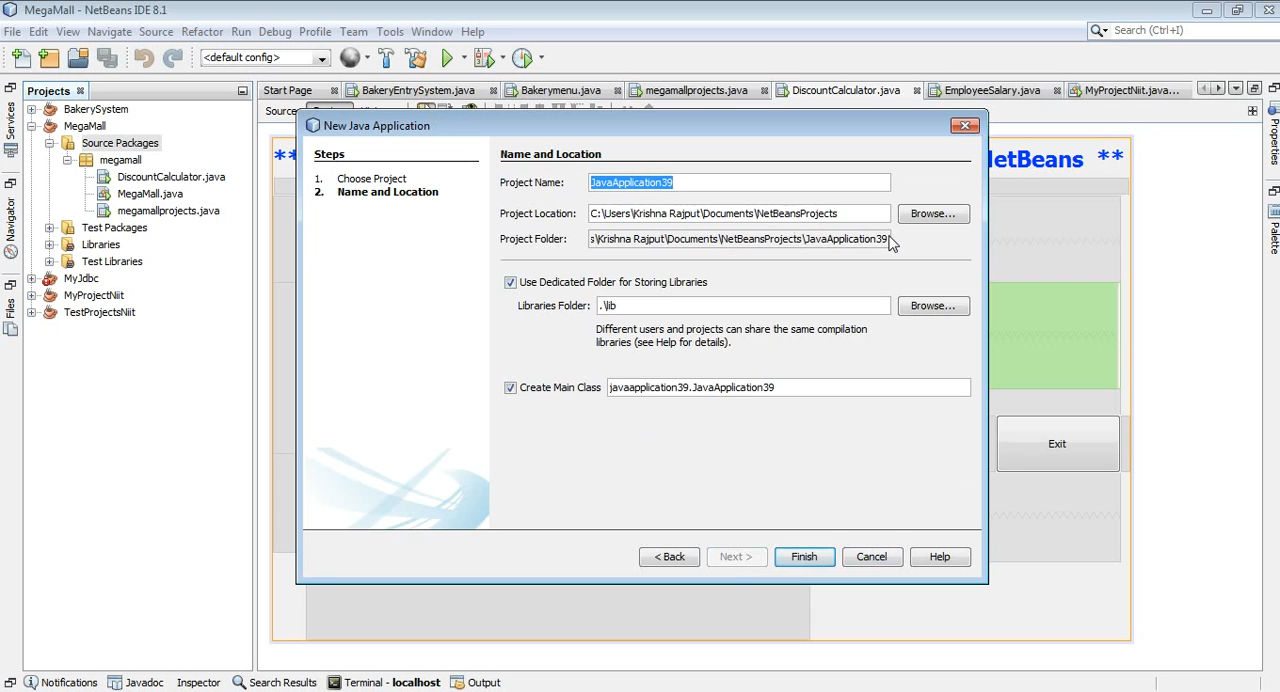 MegaMall - NetBeans IDE 8.1
File Edit View Navigate Source Refactor Run Debug Profile Team Tools Window Help
Search (Ctrl+I)
<default config>
Projects
Start Page BakeryEntrySystem.java Bakerymenu.java megamallprojects.java DiscountCalculator.java EmployeeSalary.java MyProjectNiit.java...
Services
Navigator
Files
Properties
Palette
BakerySystem
MegaMall
Source Packages
megamall
DiscountCalculator.java
MegaMall.java
megamallprojects.java
Test Packages
Libraries
Test Libraries
MyJdbc
MyProjectNiit
TestProjectsNiit
**
NetBeans **
Exit
New Java Application
Steps
1. Choose Project
2. Name and Location
Name and Location
Project Name: JavaApplication39
Project Location: C:\Users\Krishna Rajput\Documents\NetBeansProjects Browse...
Project Folder: s\Krishna Rajput\Documents\NetBeansProjects\JavaApplication39
Use Dedicated Folder for Storing Libraries
Libraries Folder: .\lib Browse...
Different users and projects can share the same compilation
libraries (see Help for details).
Create Main Class javaapplication39.JavaApplication39
< Back Next > Finish Cancel Help
Notifications Javadoc Inspector Search Results Terminal - localhost Output